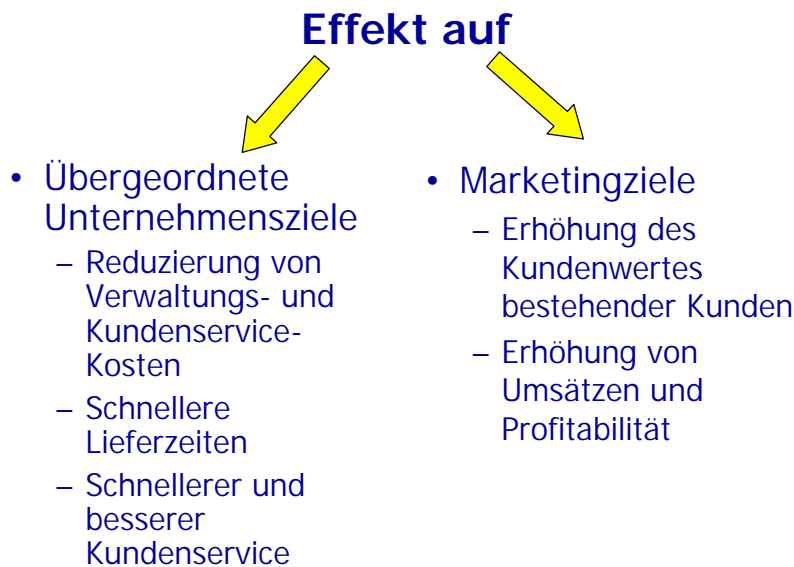 Effekt auf
• Übergeordnete
Unternehmensziele
– Reduzierung von
Verwaltungs- und
Kundenservice-
Kosten
– Schnellere
Lieferzeiten
– Schnellerer und
besserer
Kundenservice
• Marketingziele
– Erhöhung des
Kundenwertes
bestehender Kunden
– Erhöhung von
Umsätzen und
Profitabilität